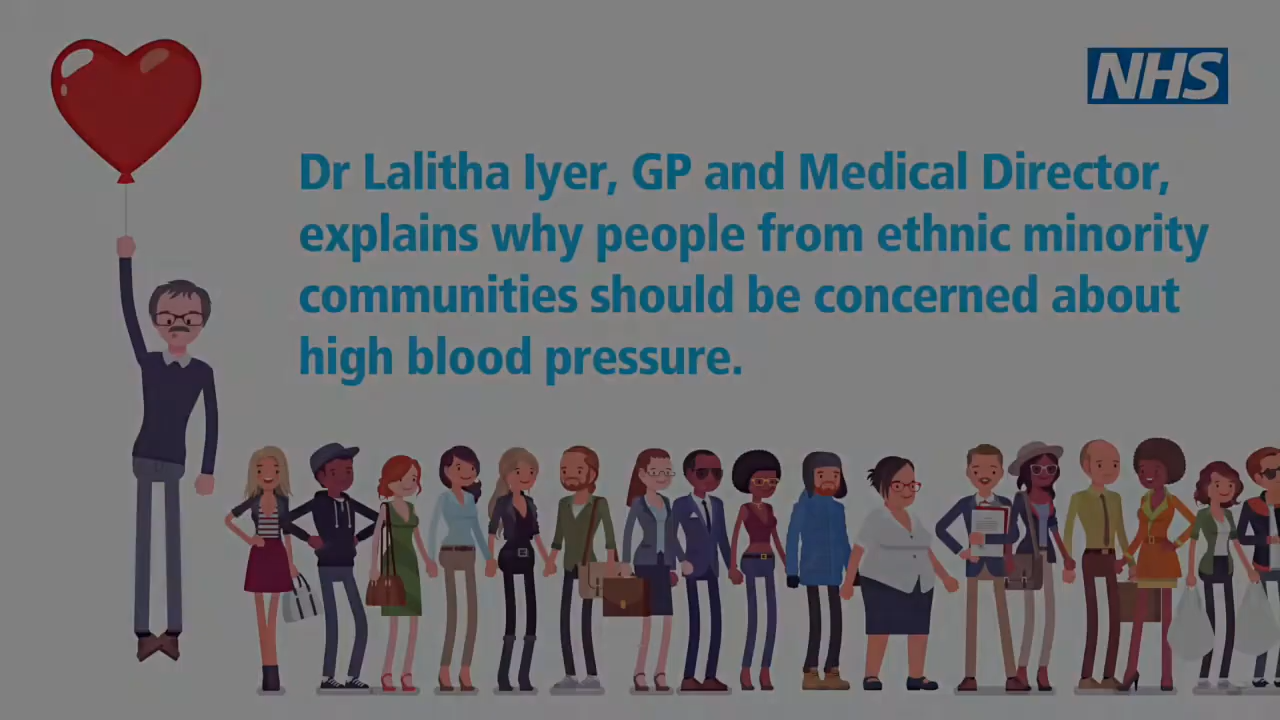 NHS
Dr Lalitha Iyer, GP and Medical Director,
explains why people from ethnic minority
communities should be concerned about
high blood pressure.